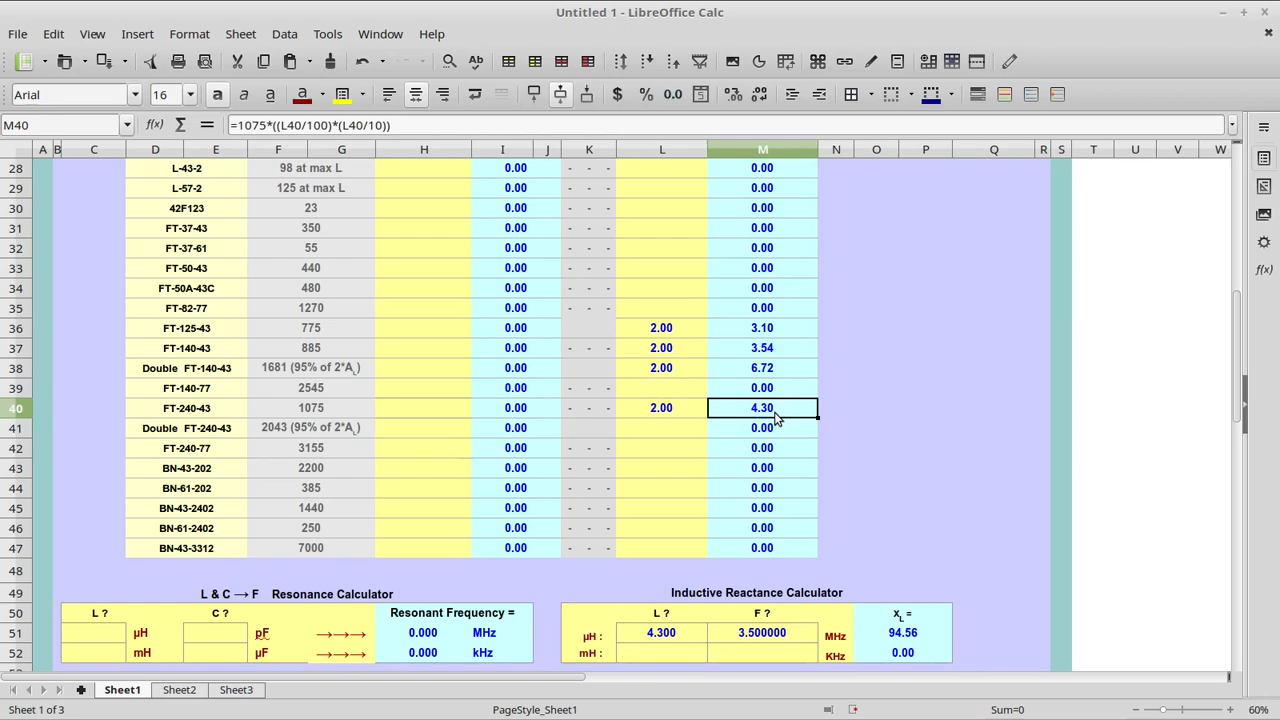 Untitled 1 - LibreOffice Calc
File Edit View Insert Format Sheet Data Tools Window Help
Arial 16
M40 f(x) Σ = =1075*((L40/100)*(L40/10))
A B C D E F G H I J K L M N O P Q R S T U V W
28 L-43-2 98 at max L 0.00 - - - 0.00
29 L-57-2 125 at max L 0.00 - - - 0.00
30 42F123 23 0.00 - - - 0.00
31 FT-37-43 350 0.00 - - - 0.00
32 FT-37-61 55 0.00 - - - 0.00
33 FT-50-43 440 0.00 - - - 0.00
34 FT-50A-43C 480 0.00 - - - 0.00
35 FT-82-77 1270 0.00 - - - 0.00
36 FT-125-43 775 0.00 2.00 3.10
37 FT-140-43 885 0.00 - - - 2.00 3.54
38 Double FT-140-43 1681 (95% of 2*AL) 0.00 2.00 6.72
39 FT-140-77 2545 0.00 - - - 0.00
40 FT-240-43 1075 0.00 - - - 2.00 4.30
41 Double FT-240-43 2043 (95% of 2*AL) 0.00 0.00
42 FT-240-77 3155 0.00 - - - 0.00
43 BN-43-202 2200 0.00 - - - 0.00
44 BN-61-202 385 0.00 - - - 0.00
45 BN-43-2402 1440 0.00 - - - 0.00
46 BN-61-2402 250 0.00 - - - 0.00
47 BN-43-3312 7000 0.00 - - - 0.00
48
49 L & C → F Resonance Calculator Inductive Reactance Calculator
50 L ? C ? Resonant Frequency = L ? F ? XL =
51 µH pF →→→ 0.000 MHz µH : 4.300 3.500000 MHz 94.56
52 mH µF →→→ 0.000 kHz mH : KHz 0.00
Sheet1 Sheet2 Sheet3
Sheet 1 of 3 PageStyle_Sheet1 Sum=0 60%